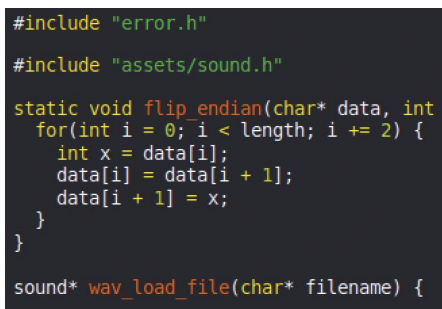 #include "error.h"
#include "assets/sound.h"
static void flip_endian(char* data, int
for(int i = 0; i < length; i += 2) {
int x = data[i];
data[i] = data[i + 1];
data[i + 1] = x;
}
}
sound* wav_load_file(char* filename) {